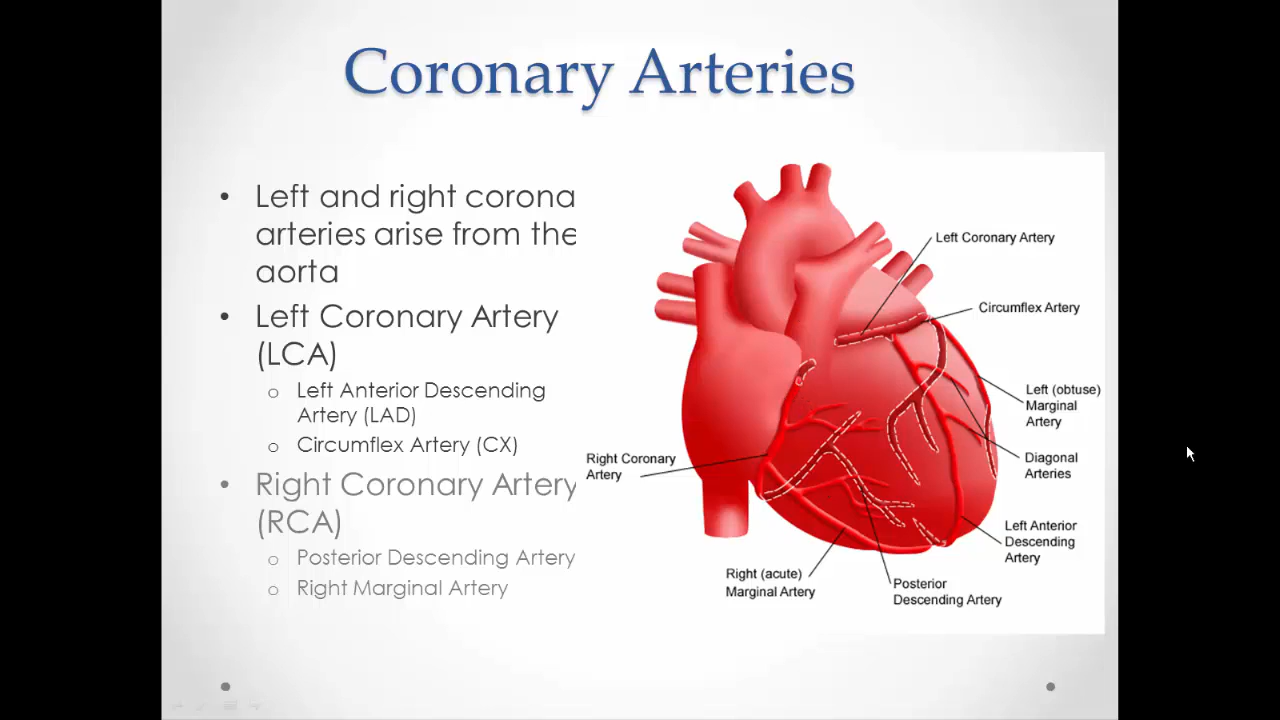 Coronary Arteries
• Left and right corona
arteries arise from the
aorta
• Left Coronary Artery
(LCA)
o Left Anterior Descending
Artery (LAD)
o Circumflex Artery (CX)
• Right Coronary Artery
(RCA)
o Posterior Descending Artery
o Right Marginal Artery
Left Coronary Artery
Circumflex Artery
Left (obtuse)
Marginal
Artery
Diagonal
Arteries
Right Coronary
Artery
Left Anterior
Descending
Artery
Right (acute)
Marginal Artery
Posterior
Descending Artery